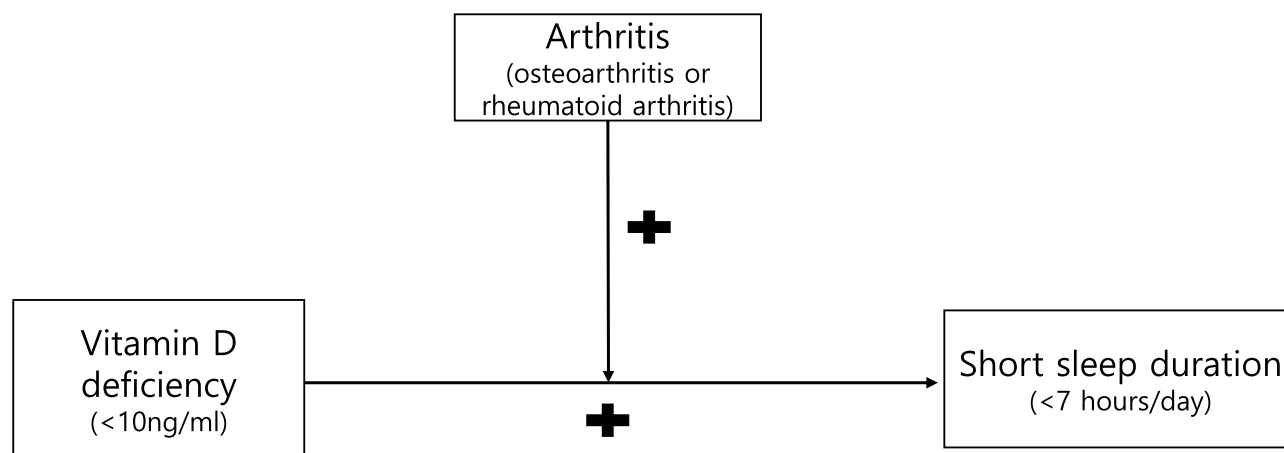 Arthritis
(osteoarthritis or
rheumatoid arthritis)
Vitamin D
deficiency
(<10ng/ml)
Short sleep duration
(<7 hours/day)